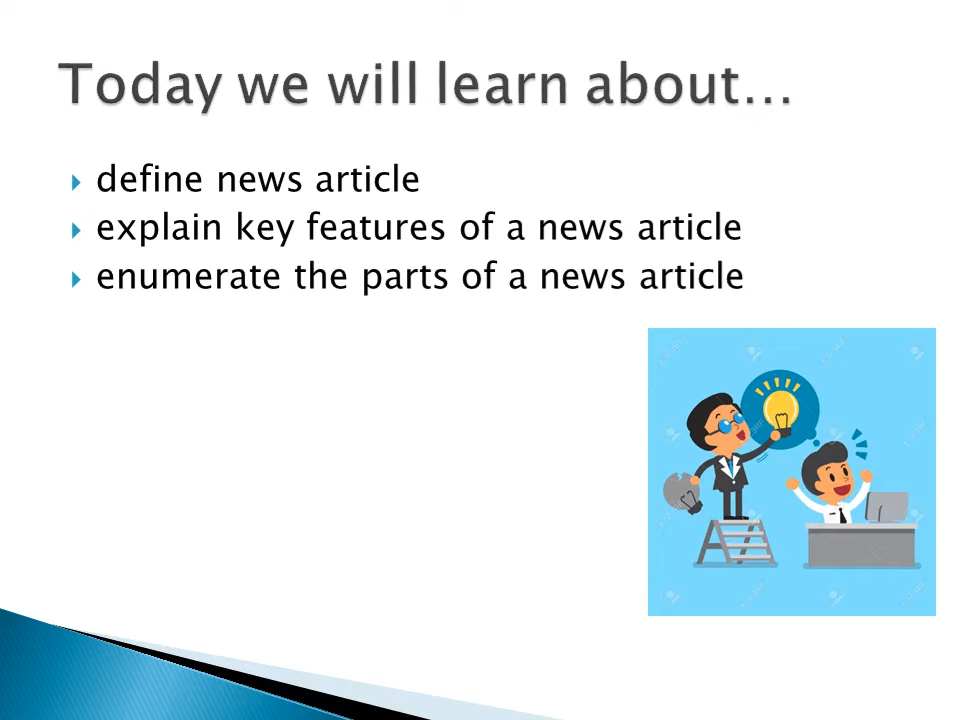 Today we will learn about...
define news article
explain key features of a news article
enumerate the parts of a news article